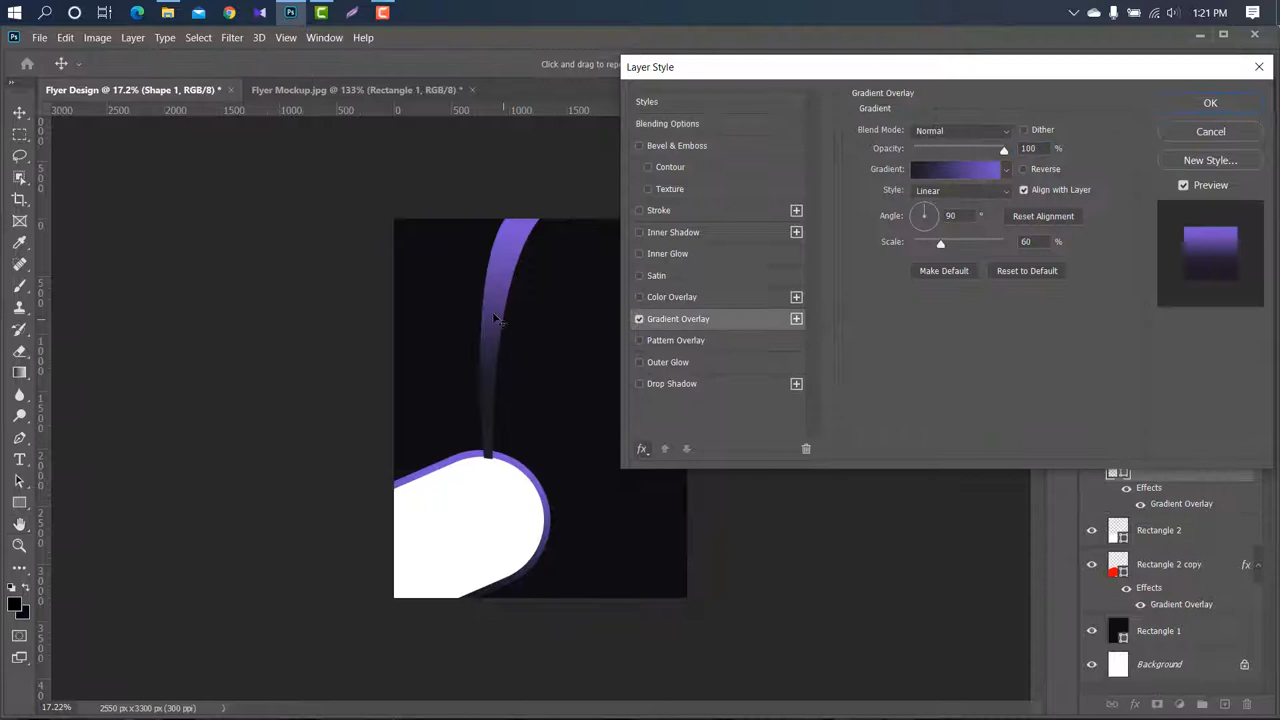 1:21 PM
Ps
File Edit Image Layer Type Select Filter 3D View Window Help
Click and drag to rep
Layer Style
Flyer Design @ 17.2% (Shape 1, RGB/8) *
Flyer Mockup.jpg @ 133% (Rectangle 1, RGB/8) *
3000 2500 2000 1500 1000 500 0 500 1000 1500
Styles
Blending Options
Bevel & Emboss
Contour
Texture
Stroke
Inner Shadow
Inner Glow
Satin
Color Overlay
Gradient Overlay
Pattern Overlay
Outer Glow
Drop Shadow
fx
Gradient Overlay
Gradient
Blend Mode: Normal Dither
Opacity: 100 %
Gradient: Reverse
Style: Linear Align with Layer
Angle: 90 ° Reset Alignment
Scale: 60 %
Make Default Reset to Default
OK
Cancel
New Style...
Preview
Effects
Gradient Overlay
Rectangle 2
Rectangle 2 copy fx
Effects
Gradient Overlay
Rectangle 1
Background
17.22% 2550 px x 3300 px (300 ppi)